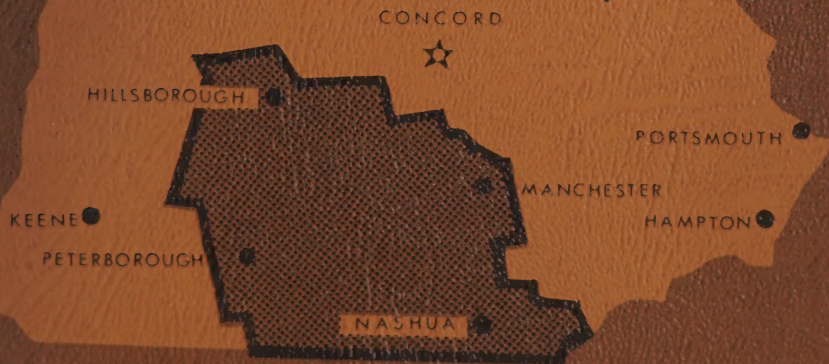 CONCORD
HILLSBOROUGH
PORTSMOUTH
MANCHESTER
KEENE
HAMPTON
PETERBOROUGH
NASHUA